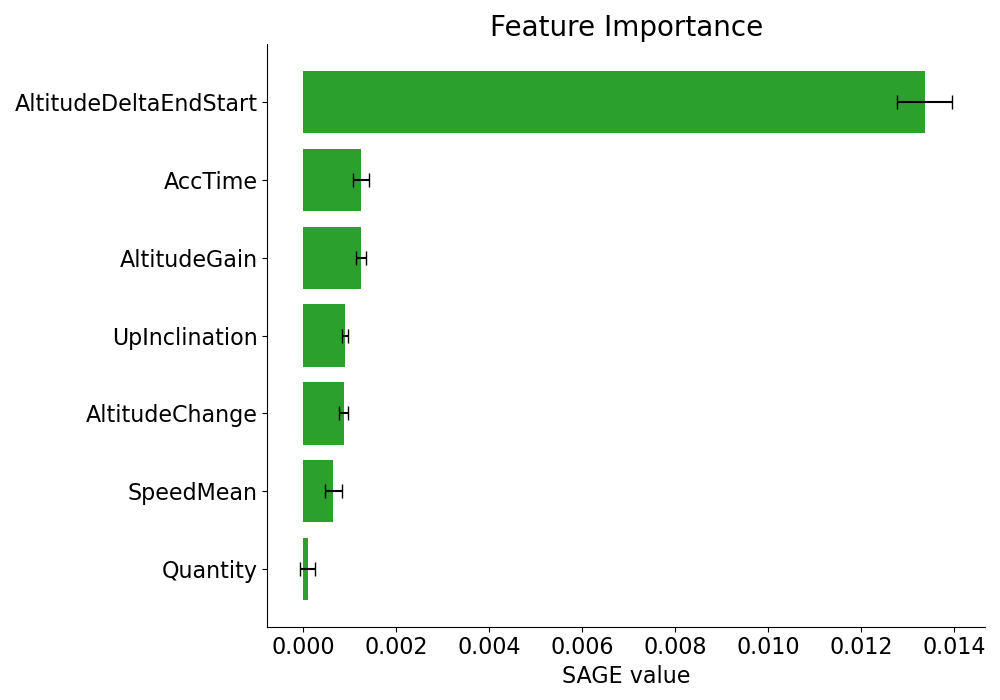 Feature Importance
AltitudeDeltaEndStart
AccTime
AltitudeGain
UpInclination
AltitudeChange
SpeedMean
Quantity
0.000 0.002 0.004 0.006 0.008 0.010 0.012 0.014
SAGE value